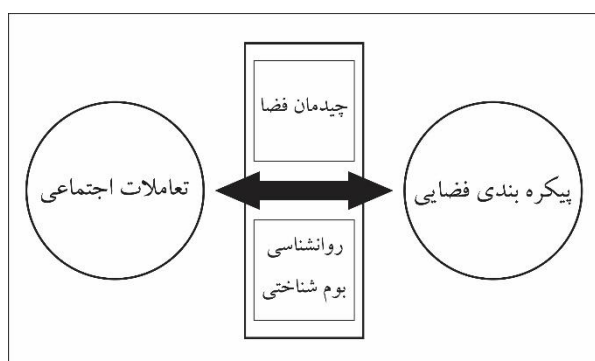 پیکره بندی فضایی
چیدمان فضا
روانشناسی
بوم شناختی
تعاملات اجتماعی